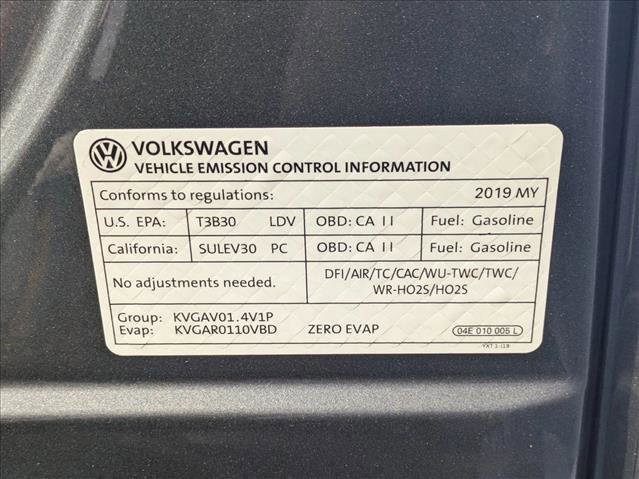 VOLKSWAGEN
VEHICLE EMISSION CONTROL INFORMATION
Conforms to regulations: 2019 MY
U.S. EPA: T3B30 LDV OBD: CA II Fuel: Gasoline
California: SULEV30 PC OBD: CA II Fuel: Gasoline
No adjustments needed.
DFI/AIR/TC/CAC/WU-TWC/TWC/
WR-HO2S/HO2S
Group: KVGAV01.4V1P
Evap: KVGAR0110VBD ZERO EVAP
04E 010 005 L